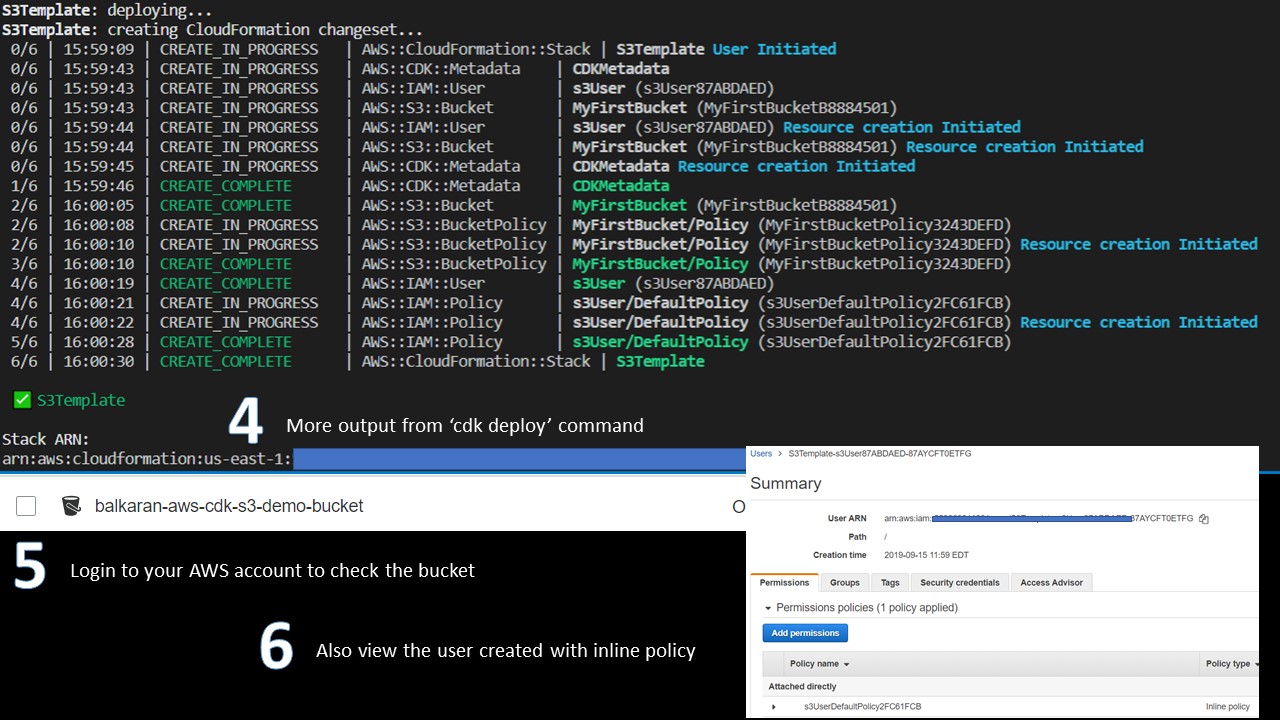 S3Template: deploying...
S3Template: creating CloudFormation changeset...
0/6 | 15:59:09 | CREATE_IN_PROGRESS | AWS::CloudFormation::Stack | S3Template User Initiated
0/6 | 15:59:43 | CREATE_IN_PROGRESS | AWS::CDK::Metadata | CDKMetadata
0/6 | 15:59:43 | CREATE_IN_PROGRESS | AWS::IAM::User | s3User (s3User87ABDAED)
0/6 | 15:59:43 | CREATE_IN_PROGRESS | AWS::S3::Bucket | MyFirstBucket (MyFirstBucketB8884501)
0/6 | 15:59:44 | CREATE_IN_PROGRESS | AWS::IAM::User | s3User (s3User87ABDAED) Resource creation Initiated
0/6 | 15:59:44 | CREATE_IN_PROGRESS | AWS::S3::Bucket | MyFirstBucket (MyFirstBucketB8884501) Resource creation Initiated
0/6 | 15:59:45 | CREATE_IN_PROGRESS | AWS::CDK::Metadata | CDKMetadata Resource creation Initiated
1/6 | 15:59:46 | CREATE_COMPLETE | AWS::CDK::Metadata | CDKMetadata
2/6 | 16:00:05 | CREATE_COMPLETE | AWS::S3::Bucket | MyFirstBucket (MyFirstBucketB8884501)
2/6 | 16:00:08 | CREATE_IN_PROGRESS | AWS::S3::BucketPolicy | MyFirstBucket/Policy (MyFirstBucketPolicy3243DEFD)
2/6 | 16:00:10 | CREATE_IN_PROGRESS | AWS::S3::BucketPolicy | MyFirstBucket/Policy (MyFirstBucketPolicy3243DEFD) Resource creation Initiated
3/6 | 16:00:10 | CREATE_COMPLETE | AWS::S3::BucketPolicy | MyFirstBucket/Policy (MyFirstBucketPolicy3243DEFD)
4/6 | 16:00:19 | CREATE_COMPLETE | AWS::IAM::User | s3User (s3User87ABDAED)
4/6 | 16:00:21 | CREATE_IN_PROGRESS | AWS::IAM::Policy | s3User/DefaultPolicy (s3UserDefaultPolicy2FC61FCB)
4/6 | 16:00:22 | CREATE_IN_PROGRESS | AWS::IAM::Policy | s3User/DefaultPolicy (s3UserDefaultPolicy2FC61FCB) Resource creation Initiated
5/6 | 16:00:28 | CREATE_COMPLETE | AWS::IAM::Policy | s3User/DefaultPolicy (s3UserDefaultPolicy2FC61FCB)
6/6 | 16:00:30 | CREATE_COMPLETE | AWS::CloudFormation::Stack | S3Template
✅ S3Template
4 More output from ‘cdk deploy’ command
Stack ARN:
arn:aws:cloudformation:us-east-1:
balkaran-aws-cdk-s3-demo-bucket O
5 Login to your AWS account to check the bucket
6 Also view the user created with inline policy
Users > S3Template-s3User87ABDAED-87AYCFT0ETFG
Summary
User ARN arn:aws:iam: 87AYCFT0ETFG
Path /
Creation time 2019-09-15 11:59 EDT
Permissions Groups Tags Security credentials Access Advisor
Permissions policies (1 policy applied)
Add permissions
Policy name Policy type
Attached directly
s3UserDefaultPolicy2FC61FCB Inline policy